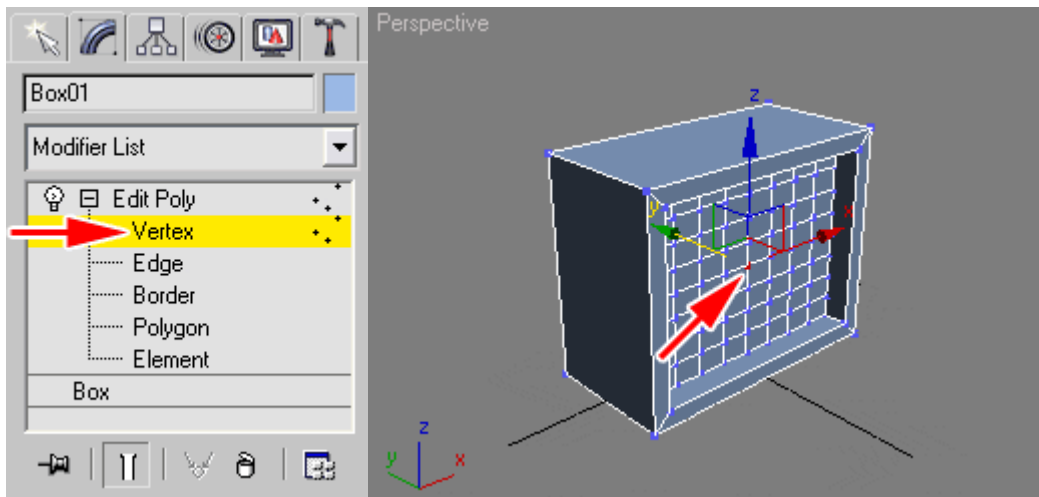 Box01
Modifier List
Edit Poly
Vertex
Edge
Border
Polygon
Element
Box
Perspective
z
y
x
z
y
x